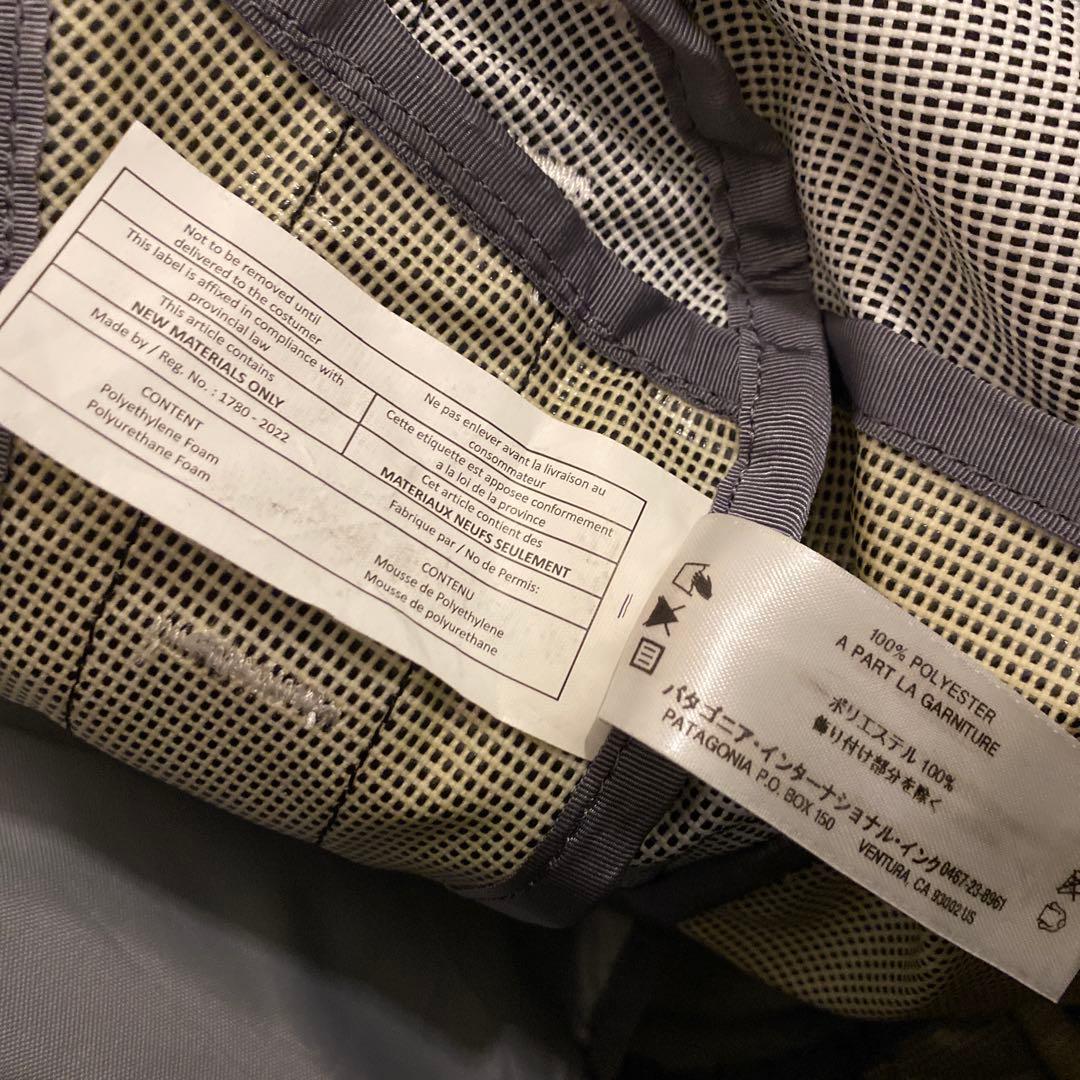 Not to be removed until
delivered to the costumer
This label is affixed in compliance with
provincial law
This article contains
NEW MATERIALS ONLY
Made by / Reg. No. : 1780 - 2022
CONTENT
Polyethylene Foam
Polyurethane Foam
Ne pas enlever avant la livraison au
consommateur
Cette etiquette est apposee conformement
a la loi de la province
Cet article contient des
MATERIAUX NEUFS SEULEMENT
Fabrique par / No de Permis:
CONTENU
Mousse de Polyethylene
Mousse de polyurethane
100% POLYESTER
A PART LA GARNITURE
ポリエステル 100%
飾り付け部分を除く
パタゴニア・インターナショナル・インク 0467-23-8961
PATAGONIA P.O. BOX 150
VENTURA, CA 93002 US